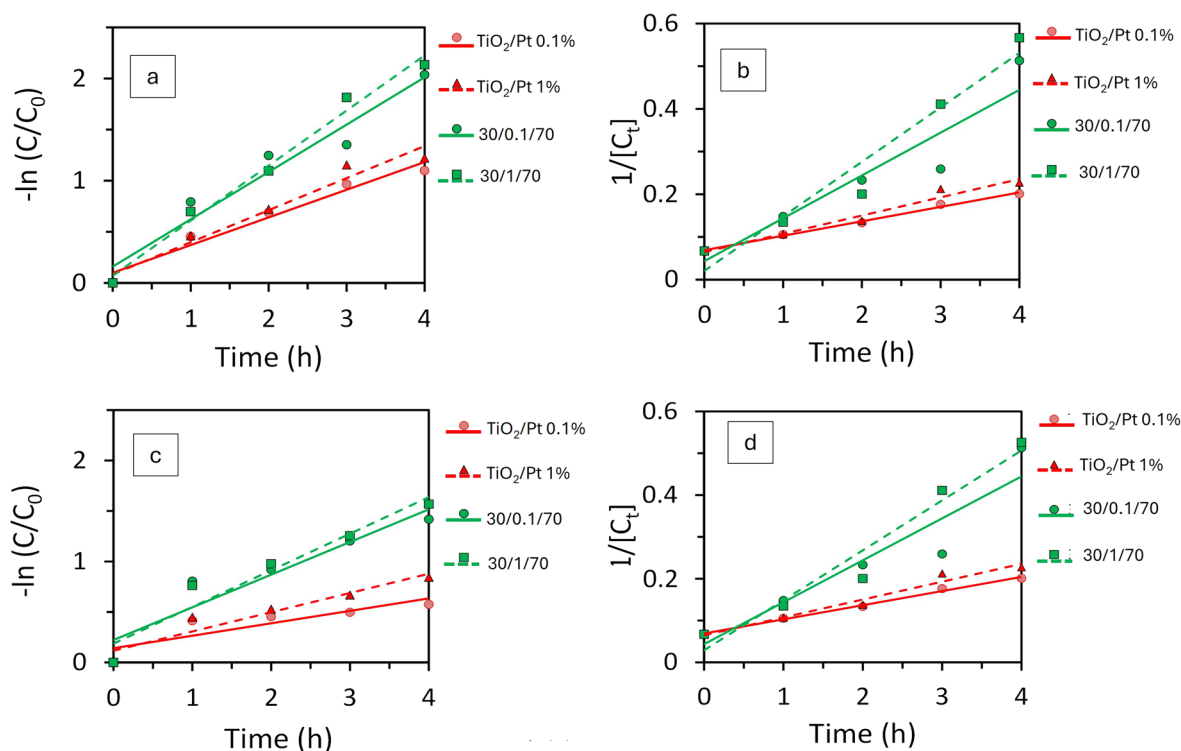 a
-ln (C/C₀)
2
1
0
0 1 2 3 4
Time (h)
TiO₂/Pt 0.1%
TiO₂/Pt 1%
30/0.1/70
30/1/70
b
1/[Cₜ]
0.6
0.4
0.2
0
0 1 2 3 4
Time (h)
TiO₂/Pt 0.1%
TiO₂/Pt 1%
30/0.1/70
30/1/70
c
-ln (C/C₀)
2
1
0
0 1 2 3 4
Time (h)
TiO₂/Pt 0.1%
TiO₂/Pt 1%
30/0.1/70
30/1/70
d
1/[Cₜ]
0.6
0.4
0.2
0
0 1 2 3 4
Time (h)
TiO₂/Pt 0.1%
TiO₂/Pt 1%
30/0.1/70
30/1/70